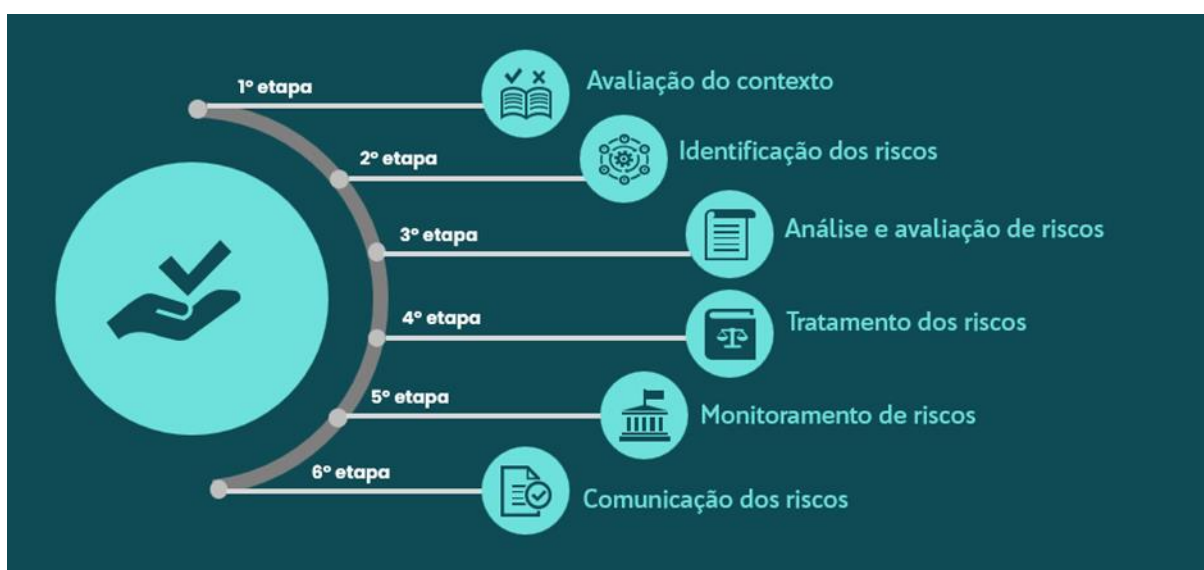 1º etapa
Avaliação do contexto
2º etapa
Identificação dos riscos
3º etapa
Análise e avaliação de riscos
4º etapa
Tratamento dos riscos
5º etapa
Monitoramento de riscos
6º etapa
Comunicação dos riscos